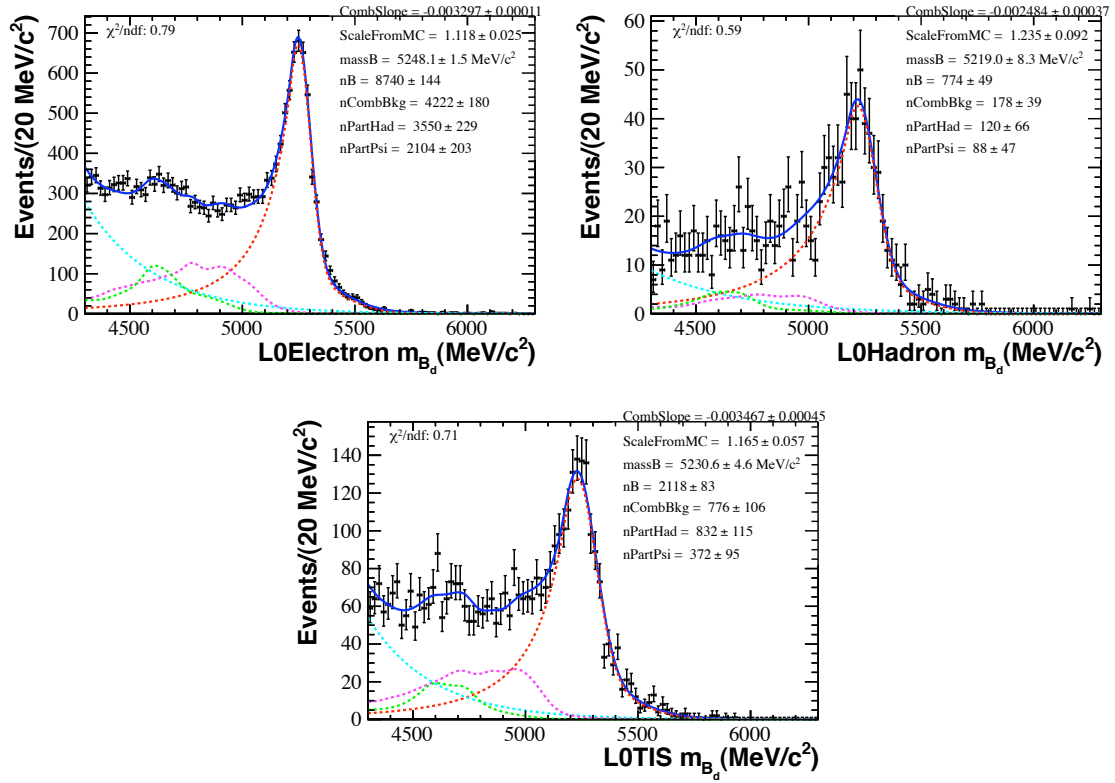 CombSlope = -0.003297 ± 0.00011
χ²/ndf: 0.79
ScaleFromMC = 1.118 ± 0.025
massB = 5248.1 ± 1.5 MeV/c²
nB = 8740 ± 144
nCombBkg = 4222 ± 180
nPartHad = 3550 ± 229
nPartPsi = 2104 ± 203
Events/(20 MeV/c²)
700
600
500
400
300
200
100
0
4500 5000 5500 6000
L0Electron m_{B_d}(MeV/c²)
CombSlope = -0.002484 ± 0.00037
χ²/ndf: 0.59
ScaleFromMC = 1.235 ± 0.092
massB = 5219.0 ± 8.3 MeV/c²
nB = 774 ± 49
nCombBkg = 178 ± 39
nPartHad = 120 ± 66
nPartPsi = 88 ± 47
Events/(20 MeV/c²)
60
50
40
30
20
10
0
4500 5000 5500 6000
L0Hadron m_{B_d}(MeV/c²)
CombSlope = -0.003467 ± 0.00045
χ²/ndf: 0.71
ScaleFromMC = 1.165 ± 0.057
massB = 5230.6 ± 4.6 MeV/c²
nB = 2118 ± 83
nCombBkg = 776 ± 106
nPartHad = 832 ± 115
nPartPsi = 372 ± 95
Events/(20 MeV/c²)
140
120
100
80
60
40
20
0
4500 5000 5500 6000
L0TIS m_{B_d}(MeV/c²)